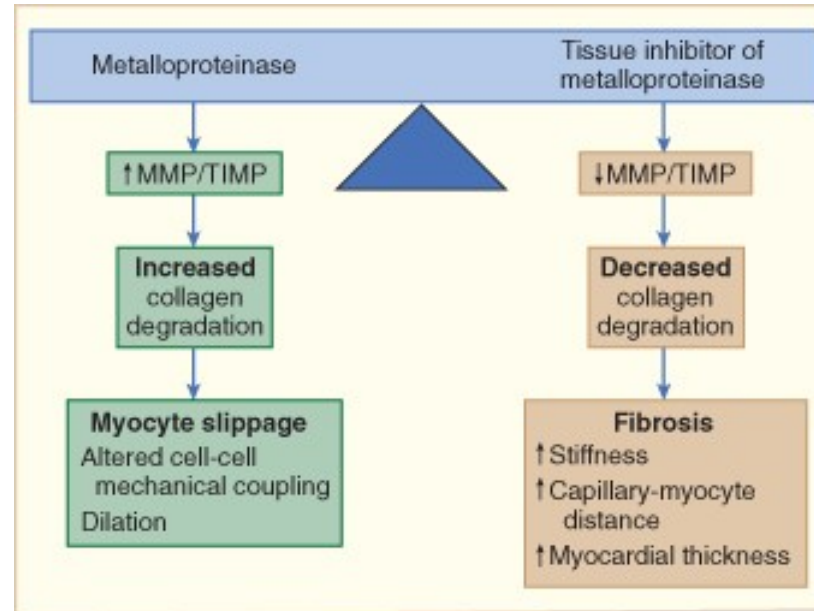 Metalloproteinase
Tissue inhibitor of
metalloproteinase
↑MMP/TIMP
↓MMP/TIMP
Increased
collagen
degradation
Decreased
collagen
degradation
Myocyte slippage
Altered cell-cell
mechanical coupling
Dilation
Fibrosis
↑Stiffness
↑Capillary-myocyte
distance
↑Myocardial thickness